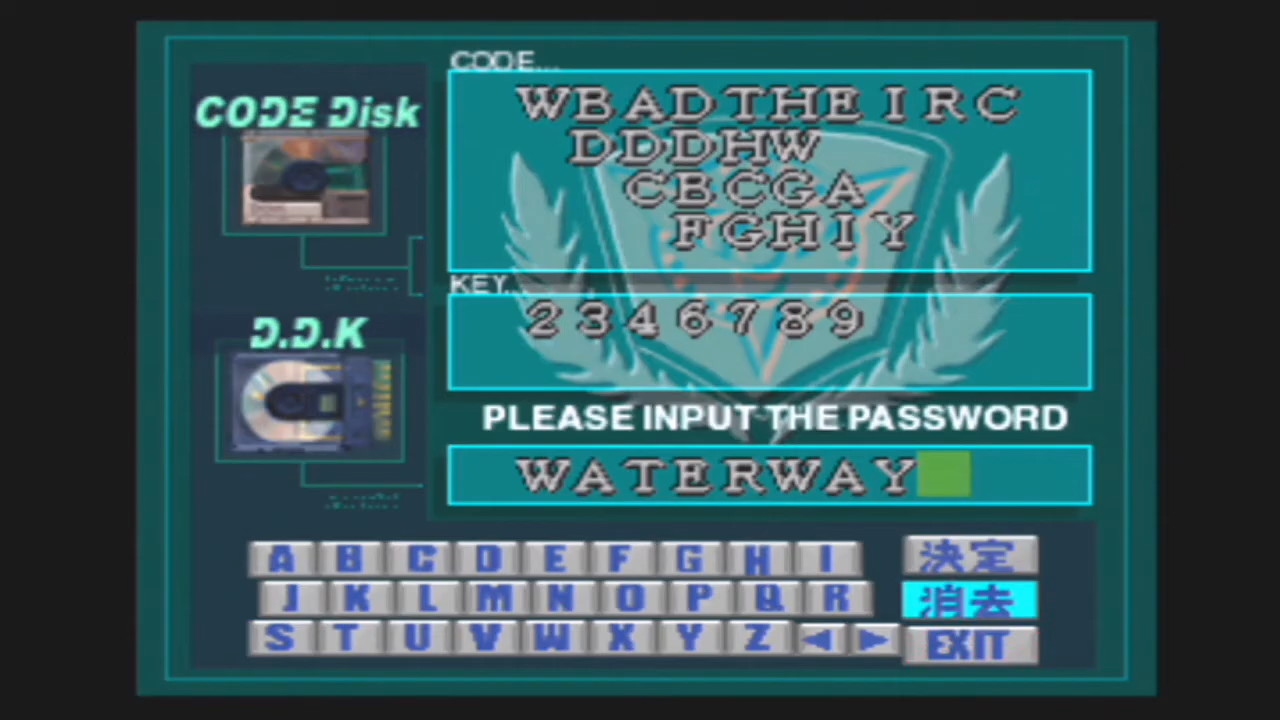 CODE...
CODE Disk
WBADTHEIRC
DDDHW
CBCGA
FGHIY
KEY...
2346789
D.D.K
PLEASE INPUT THE PASSWORD
WATERWAY
A B C D E F G H I 決定
J K L M N O P Q R 消去
S T U V W X Y Z ◀ ▶ EXIT